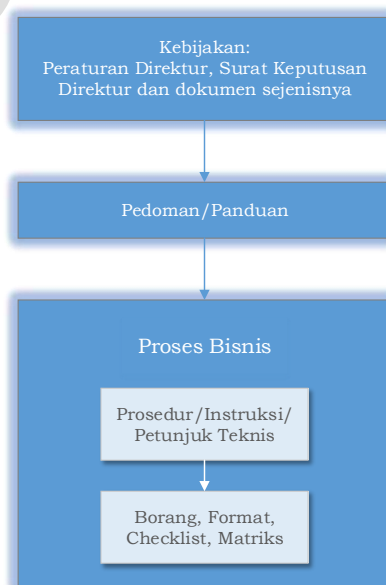 Kebijakan:
Peraturan Direktur, Surat Keputusan
Direktur dan dokumen sejenisnya
Pedoman/Panduan
Proses Bisnis
Prosedur/Instruksi/
Petunjuk Teknis
Borang, Format,
Checklist, Matriks